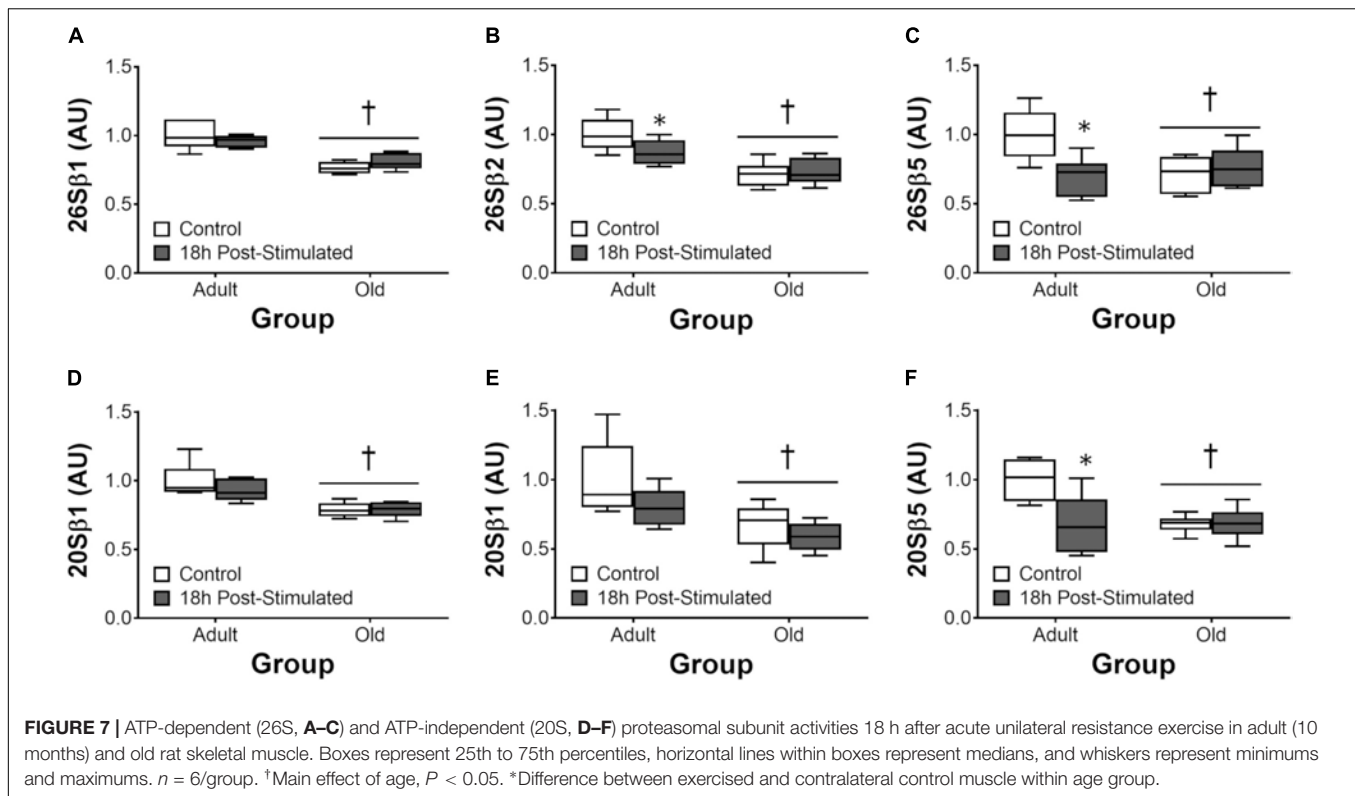 A
B
C
26Sβ1 (AU)
1.5
1.0
0.5
0.0
†
Control
18h Post-Stimulated
Adult
Old
Group
26Sβ2 (AU)
1.5
1.0
0.5
0.0
*
†
Control
18h Post-Stimulated
Adult
Old
Group
26Sβ5 (AU)
1.5
1.0
0.5
0.0
*
†
Control
18h Post-Stimulated
Adult
Old
Group
D
E
F
20Sβ1 (AU)
1.5
1.0
0.5
0.0
†
Control
18h Post-Stimulated
Adult
Old
Group
20Sβ1 (AU)
1.5
1.0
0.5
0.0
†
Control
18h Post-Stimulated
Adult
Old
Group
20Sβ5 (AU)
1.5
1.0
0.5
0.0
*
†
Control
18h Post-Stimulated
Adult
Old
Group
FIGURE 7 | ATP-dependent (26S, A–C) and ATP-independent (20S, D–F) proteasomal subunit activities 18 h after acute unilateral resistance exercise in adult (10
months) and old rat skeletal muscle. Boxes represent 25th to 75th percentiles, horizontal lines within boxes represent medians, and whiskers represent minimums
and maximums. n = 6/group. †Main effect of age, P < 0.05. *Difference between exercised and contralateral control muscle within age group.